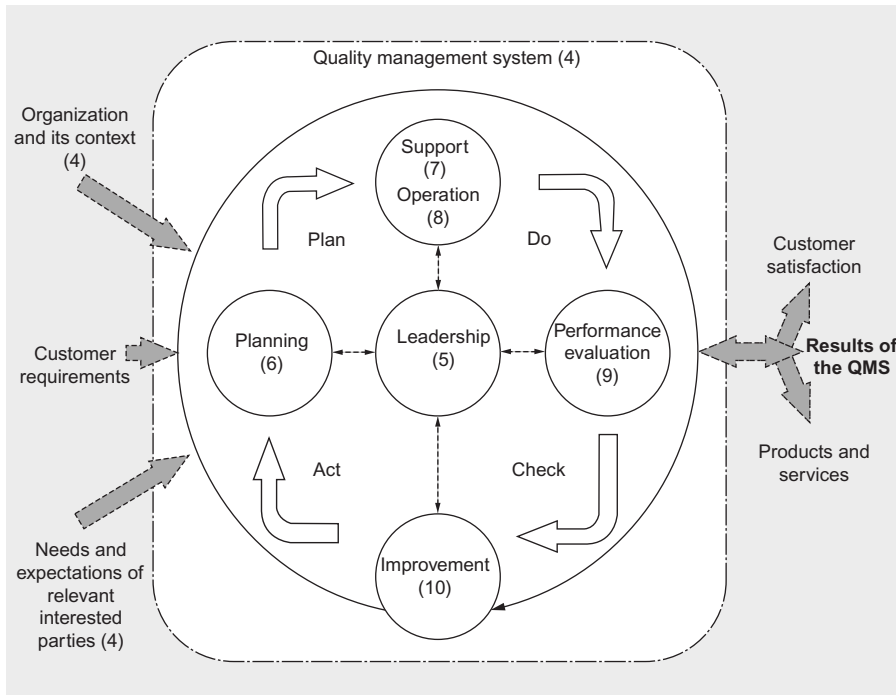 Quality management system (4)
Organization
and its context
(4)
Support
(7)
Operation
(8)
Plan
Do
Customer
satisfaction
Planning
(6)
Leadership
(5)
Performance
evaluation
(9)
Customer
requirements
Results of
the QMS
Act
Check
Products and
services
Improvement
(10)
Needs and
expectations of
relevant
interested
parties (4)